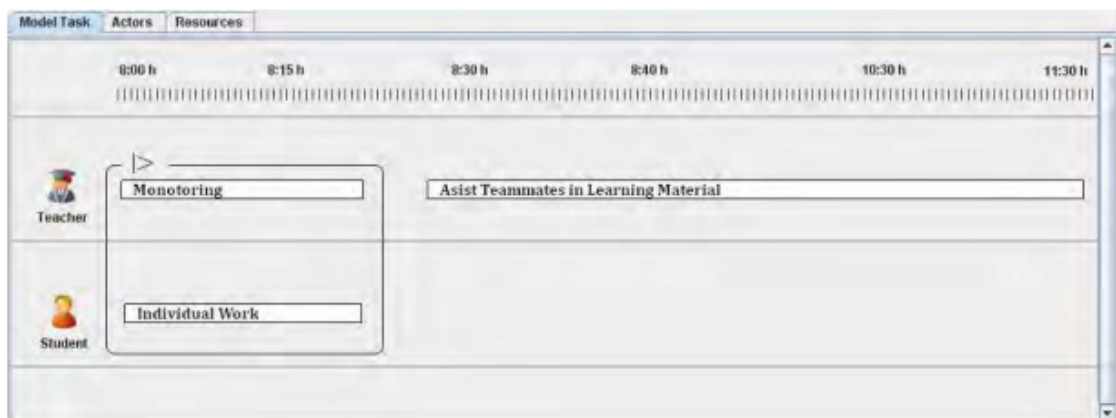 Model Task Actors Resources
8:00 h 8:15 h 8:30 h 8:40 h 10:30 h 11:30 h
|>
Monotoring Asist Teammates in Learning Material
Teacher
Individual Work
Student